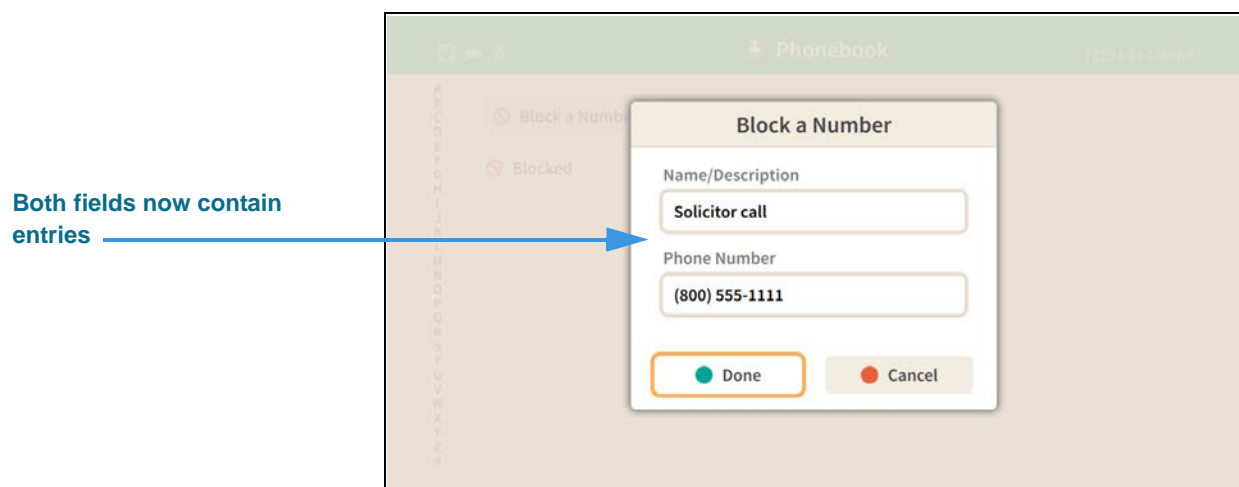 Phonebook
Block a Numb
Blocked
Block a Number
Name/Description
Solicitor call
Phone Number
(800) 555-1111
Done
Cancel
Both fields now contain
entries
A
B
C
D
E
F
G
H
I
J
K
L
M
N
O
P
Q
R
S
T
U
V
W
X
Y
Z
#